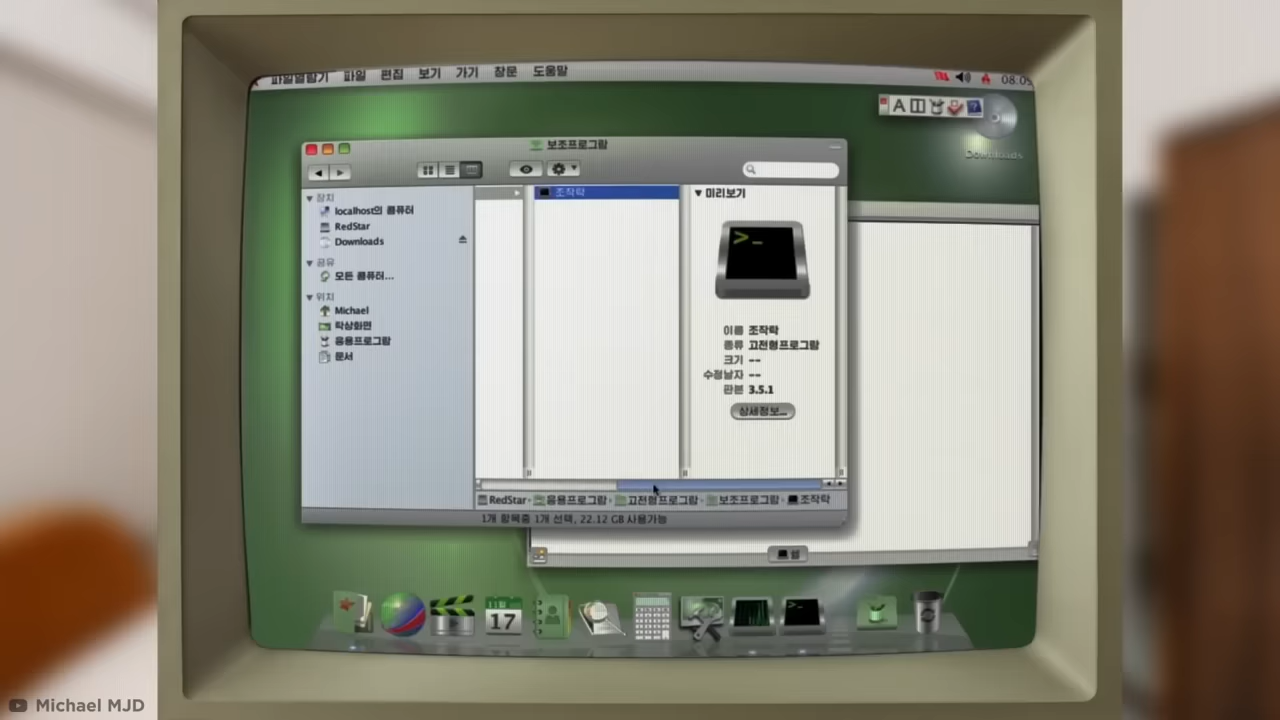 파일열람기 파일 편집 보기 가기 창문 도움말
A
Downloads
보조프로그람
장치
localhost의 콤퓨터
RedStar
Downloads
공유
모든 콤퓨터...
위치
Michael
탁상화면
응용프로그람
문서
조작탁
미리보기
>_
이름 조작탁
종류 고전형프로그람
크기 --
수정날자 --
판본 3.5.1
상세정보...
RedStar 응용프로그람 고전형프로그람 보조프로그람 조작탁
1개 항목중 1개 선택, 22.12 GB 사용가능
11월
17
Michael MJD